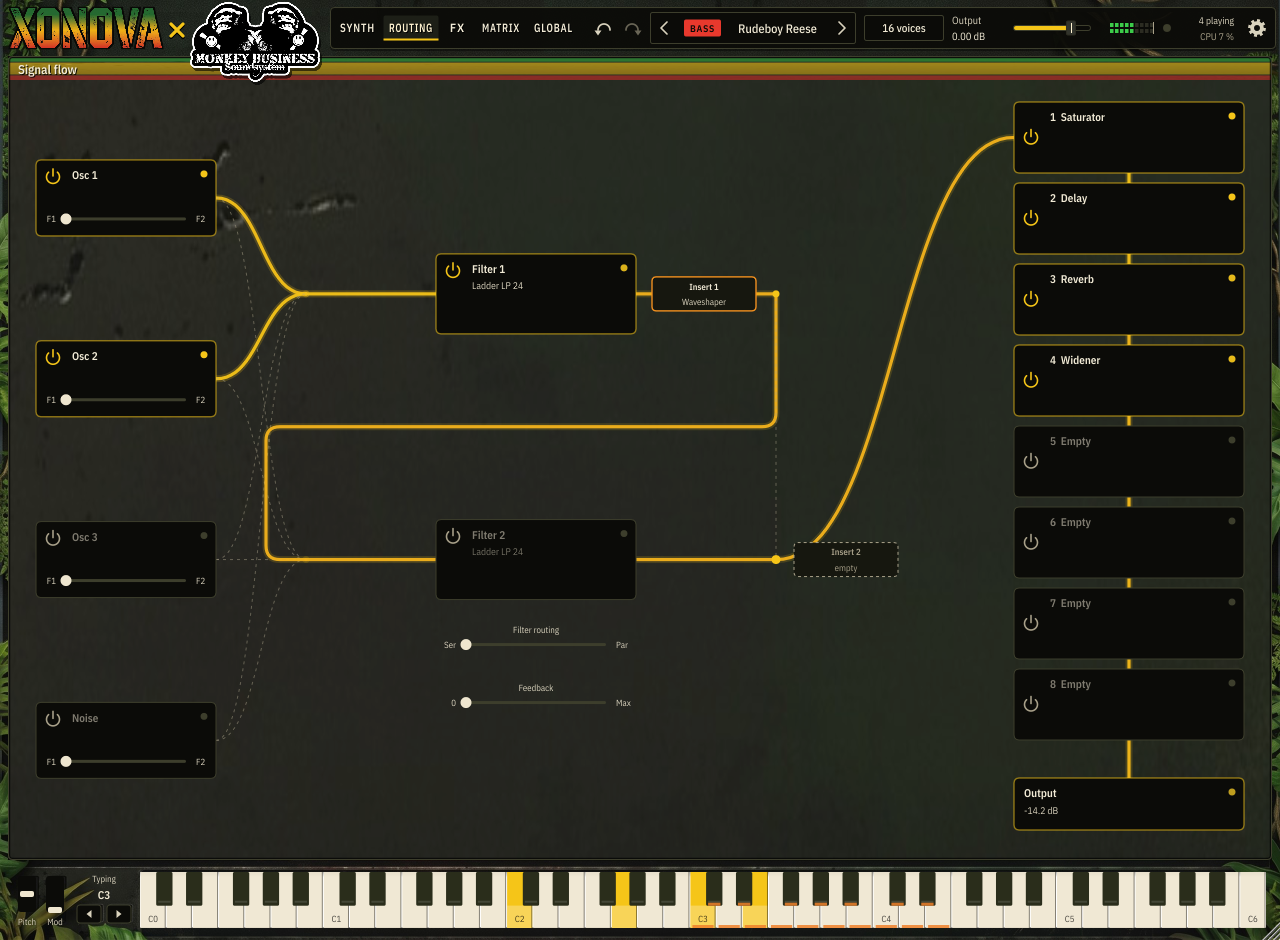 XONOVA
MONKEY BUSINESS
Soundsystem
SYNTH ROUTING FX MATRIX GLOBAL
BASS Rudeboy Reese
16 voices
Output
0.00 dB
4 playing
CPU 7 %
Signal flow
Osc 1
F1 F2
Osc 2
F1 F2
Osc 3
F1 F2
Noise
F1 F2
Filter 1
Ladder LP 24
Insert 1
Waveshaper
Filter 2
Ladder LP 24
Insert 2
empty
Filter routing
Ser Par
Feedback
0 Max
1 Saturator
2 Delay
3 Reverb
4 Widener
5 Empty
6 Empty
7 Empty
8 Empty
Output
-14.2 dB
Pitch Mod
Typing
C3
C0 C1 C2 C3 C4 C5 C6